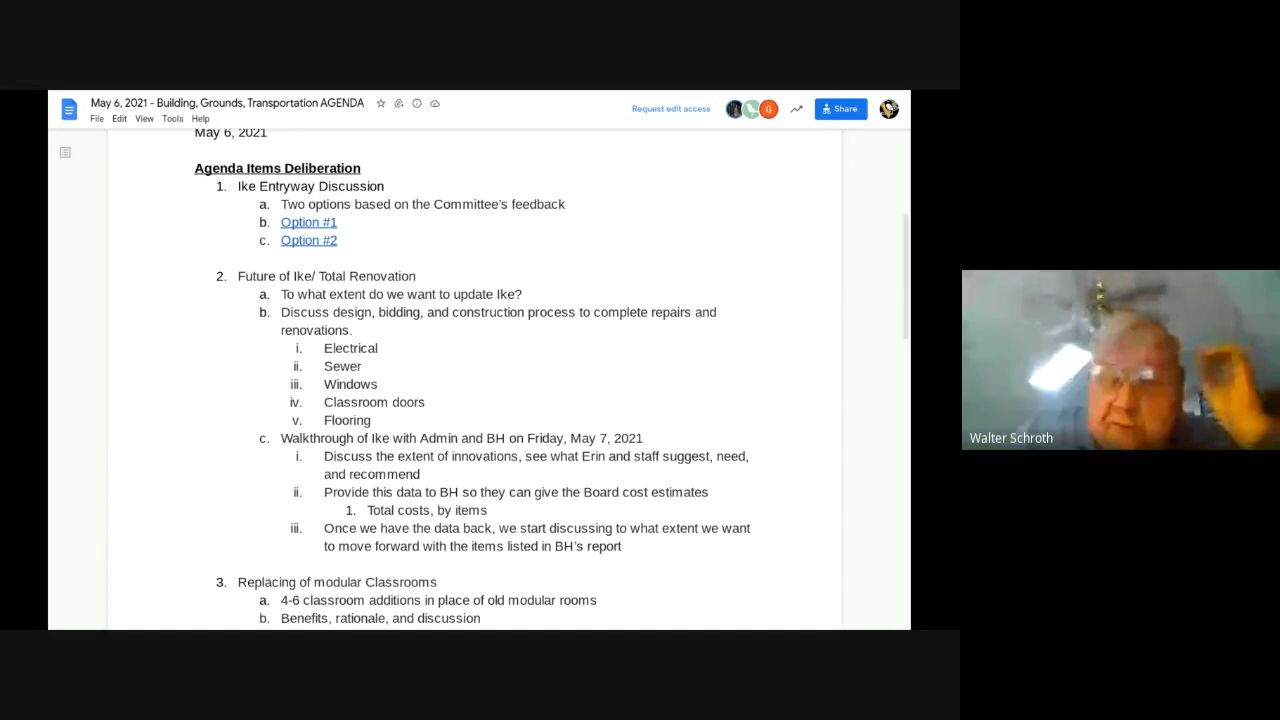 May 6, 2021 - Building, Grounds, Transportation AGENDA
File Edit View Tools Help
Request edit access
G
Share
May 6, 2021
Agenda Items Deliberation
1. Ike Entryway Discussion
a. Two options based on the Committee's feedback
b. Option #1
c. Option #2
2. Future of Ike/ Total Renovation
a. To what extent do we want to update Ike?
b. Discuss design, bidding, and construction process to complete repairs and
renovations.
i. Electrical
ii. Sewer
iii. Windows
iv. Classroom doors
v. Flooring
c. Walkthrough of Ike with Admin and BH on Friday, May 7, 2021
i. Discuss the extent of innovations, see what Erin and staff suggest, need,
and recommend
ii. Provide this data to BH so they can give the Board cost estimates
1. Total costs, by items
iii. Once we have the data back, we start discussing to what extent we want
to move forward with the items listed in BH's report
3. Replacing of modular Classrooms
a. 4-6 classroom additions in place of old modular rooms
b. Benefits, rationale, and discussion
Walter Schroth